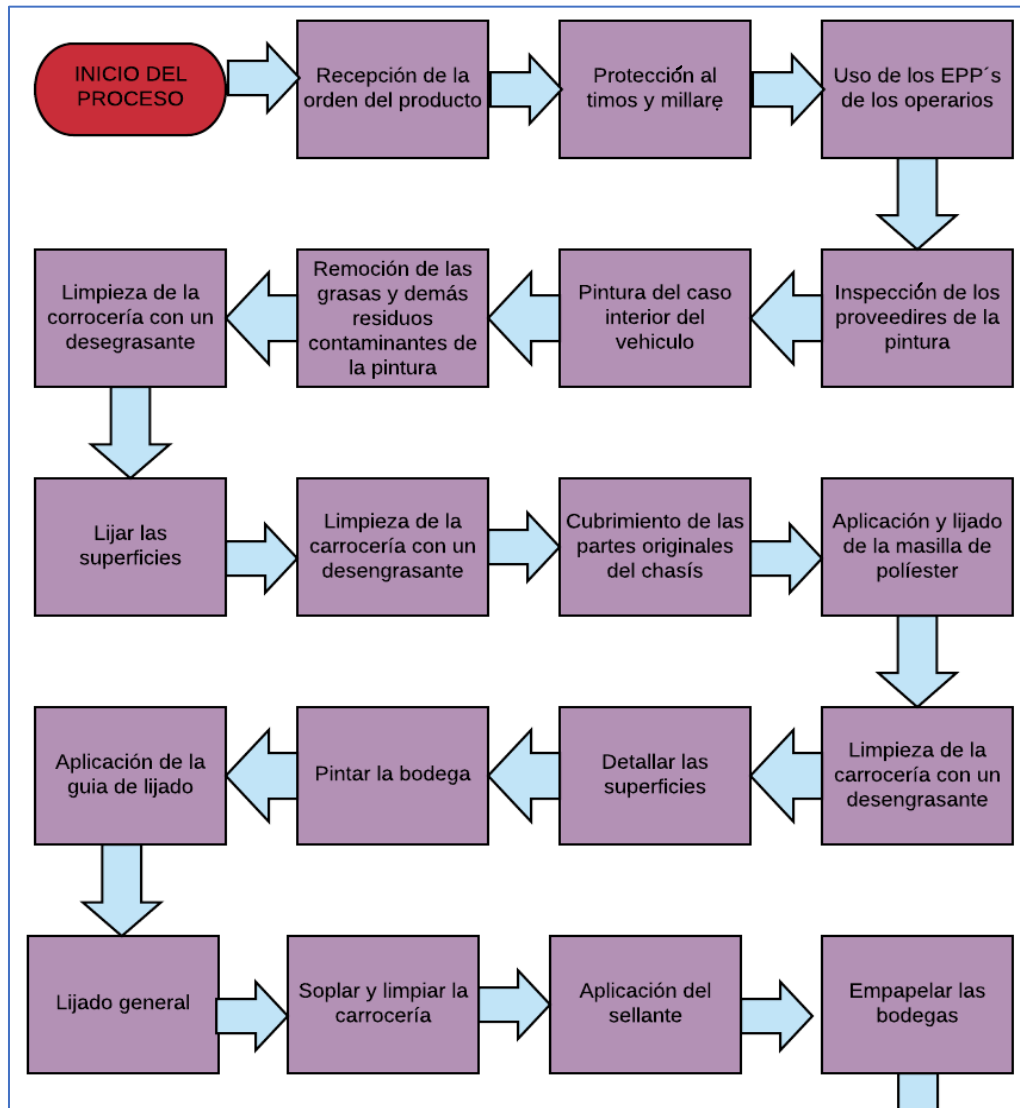 INICIO DEL
PROCESO
Recepción de la
orden del producto
Protección al
timos y millarẹ
Uso de los EPP´s
de los operarios
Inspección de los
proveedires de la
pintura
Pintura del caso
interior del
vehiculo
Remoción de las
grasas y demás
residuos
contaminantes de
la pintura
Limpieza de la
corrocería con un
desegrasante
Lijar las
superficies
Limpieza de la
carrocería con un
desengrasante
Cubrimiento de las
partes originales
del chasís
Aplicación y lijado
de la masilla de
políester
Limpieza de la
carrocería con un
desengrasante
Detallar las
superficies
Pintar la bodega
Aplicación de la
guia de lijado
Lijado general
Soplar y limpiar la
carrocería
Aplicación del
sellante
Empapelar las
bodegas